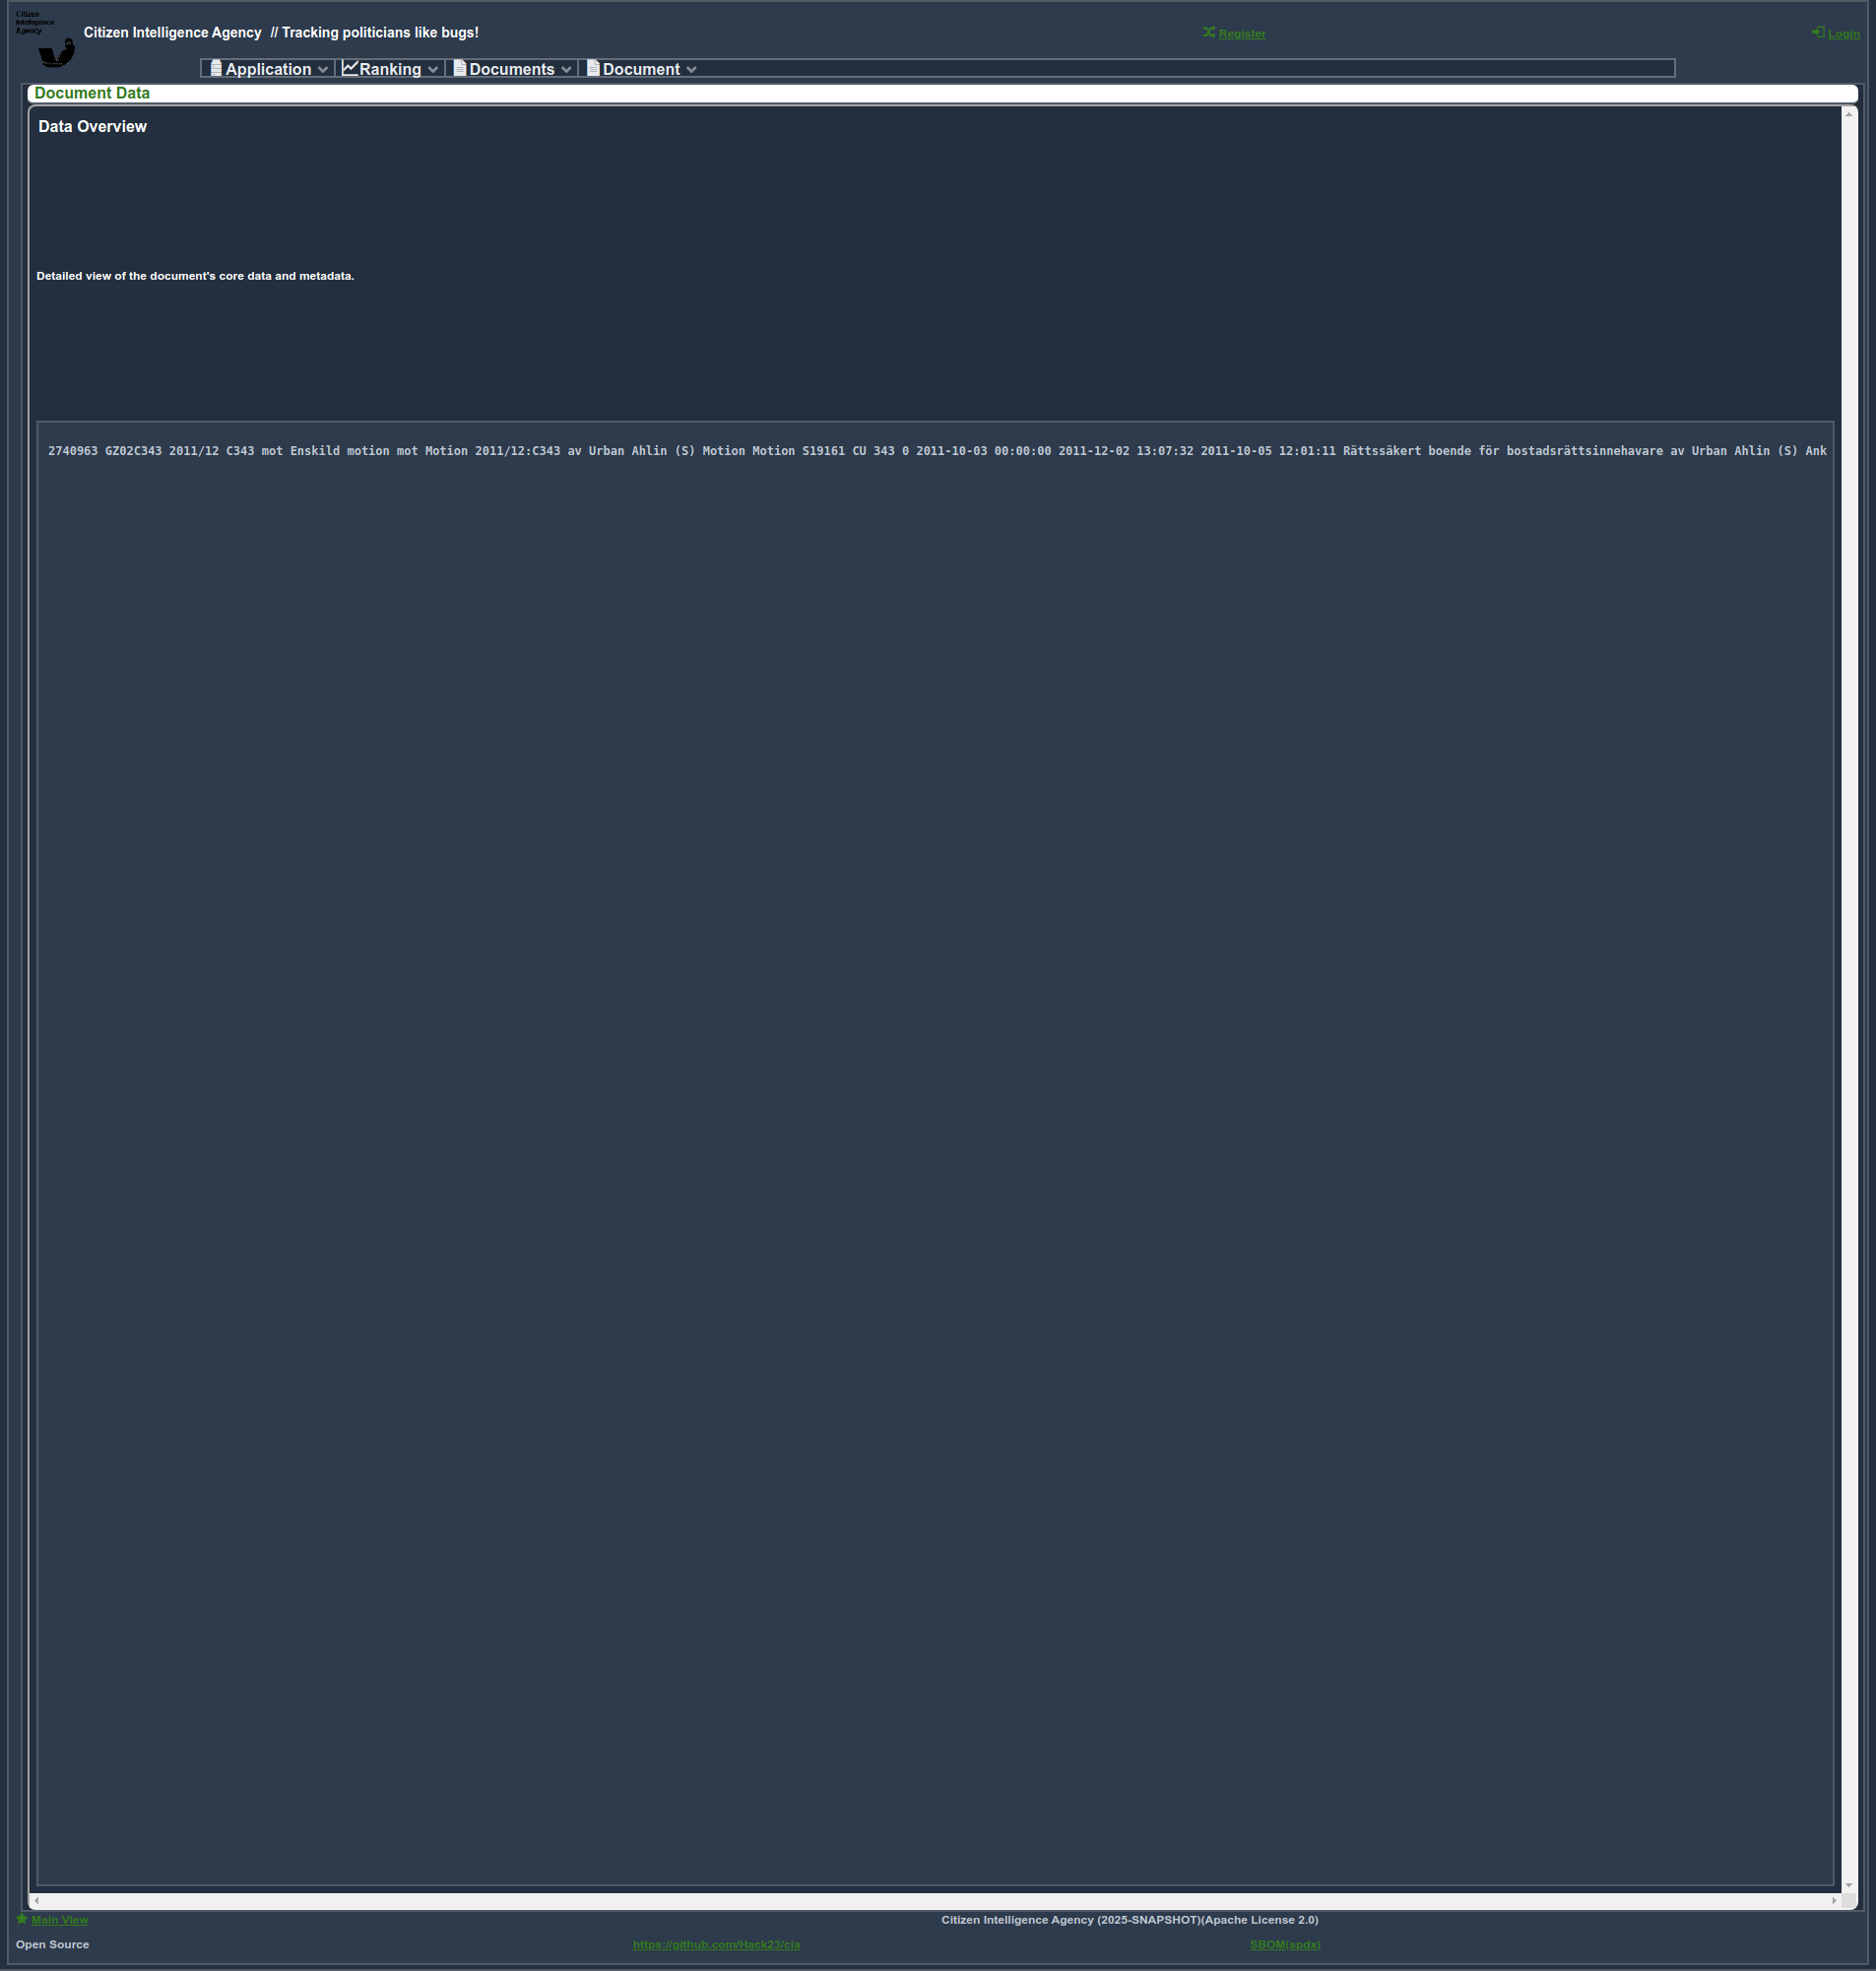 Citizen
Intelligence
Agency
Citizen Intelligence Agency // Tracking politicians like bugs!
Register
Login
Application
Ranking
Documents
Document
Document Data
Data Overview
Detailed view of the document's core data and metadata.
2740963 GZ02C343 2011/12 C343 mot Enskild motion mot Motion 2011/12:C343 av Urban Ahlin (S) Motion Motion S19161 CU 343 0 2011-10-03 00:00:00 2011-12-02 13:07:32 2011-10-05 12:01:11 Rättssäkert boende för bostadsrättsinnehavare av Urban Ahlin (S) Ank
Main View
Citizen Intelligence Agency (2025-SNAPSHOT)(Apache License 2.0)
Open Source
https://github.com/Hack23/cia
SBOM(spdx)